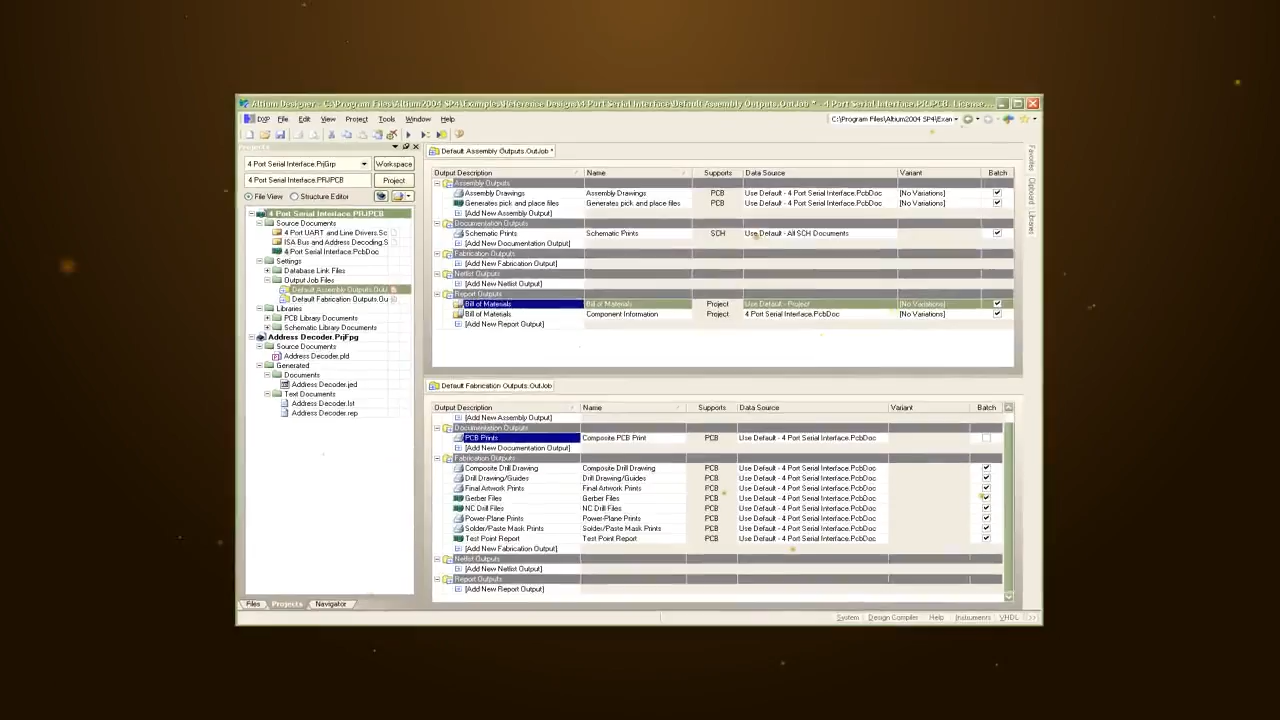 Altium Designer - C:\Program Files\Altium2004 SP4\Examples\Reference Designs\4 Port Serial Interface\Default Assembly Outputs.OutJob * - 4 Port Serial Interface.PRJPCB. License...
DXP File Edit View Project Tools Window Help C:\Program Files\Altium2004 SP4\Exan
Projects
4 Port Serial Interface.PrjGrp Workspace
4 Port Serial Interface.PRJPCB Project
File View Structure Editor
4 Port Serial Interface.PRJPCB
Source Documents
4 Port UART and Line Drivers.Sc
ISA Bus and Address Decoding.S
4 Port Serial Interface.PcbDoc
Settings
Database Link Files
Output Job Files
Default Assembly Outputs.OutJ
Default Fabrication Outputs.Ou
Libraries
PCB Library Documents
Schematic Library Documents
Address Decoder.PrjFpg
Source Documents
Address Decoder.pld
Generated
Documents
Address Decoder.jed
Text Documents
Address Decoder.lst
Address Decoder.rep
Files Projects Navigator
Default Assembly Outputs.OutJob *
Output Description Name Supports Data Source Variant Batch
Assembly Outputs
Assembly Drawings Assembly Drawings PCB Use Default - 4 Port Serial Interface.PcbDoc [No Variations]
Generates pick and place files Generates pick and place files PCB Use Default - 4 Port Serial Interface.PcbDoc [No Variations]
[Add New Assembly Output]
Documentation Outputs
Schematic Prints Schematic Prints SCH Use Default - All SCH Documents
[Add New Documentation Output]
Fabrication Outputs
[Add New Fabrication Output]
Netlist Outputs
[Add New Netlist Output]
Report Outputs
Bill of Materials Bill of Materials Project Use Default - Project [No Variations]
Bill of Materials Component Information Project 4 Port Serial Interface.PcbDoc [No Variations]
[Add New Report Output]
Favorites
Clipboard
Libraries
Default Fabrication Outputs.OutJob
Output Description Name Supports Data Source Variant Batch
[Add New Assembly Output]
Documentation Outputs
PCB Prints Composite PCB Print PCB Use Default - 4 Port Serial Interface.PcbDoc
[Add New Documentation Output]
Fabrication Outputs
Composite Drill Drawing Composite Drill Drawing PCB Use Default - 4 Port Serial Interface.PcbDoc
Drill Drawing/Guides Drill Drawing/Guides PCB Use Default - 4 Port Serial Interface.PcbDoc
Final Artwork Prints Final Artwork Prints PCB Use Default - 4 Port Serial Interface.PcbDoc
Gerber Files Gerber Files PCB Use Default - 4 Port Serial Interface.PcbDoc
NC Drill Files NC Drill Files PCB Use Default - 4 Port Serial Interface.PcbDoc
Power-Plane Prints Power-Plane Prints PCB Use Default - 4 Port Serial Interface.PcbDoc
Solder/Paste Mask Prints Solder/Paste Mask Prints PCB Use Default - 4 Port Serial Interface.PcbDoc
Test Point Report Test Point Report PCB Use Default - 4 Port Serial Interface.PcbDoc
[Add New Fabrication Output]
Netlist Outputs
[Add New Netlist Output]
Report Outputs
[Add New Report Output]
System Design Compiler Help Instruments VHDL >>